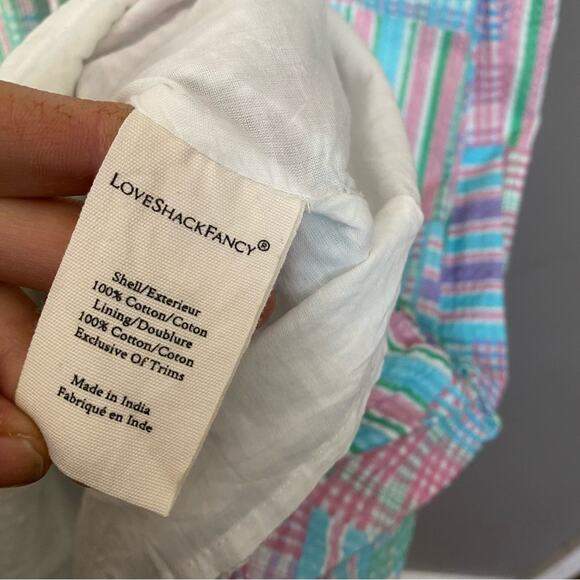 LoveShackFancy®
Shell/Exterieur
100% Cotton/Coton
Lining/Doublure
100% Cotton/Coton
Exclusive Of Trims
Made in India
Fabriqué en Inde